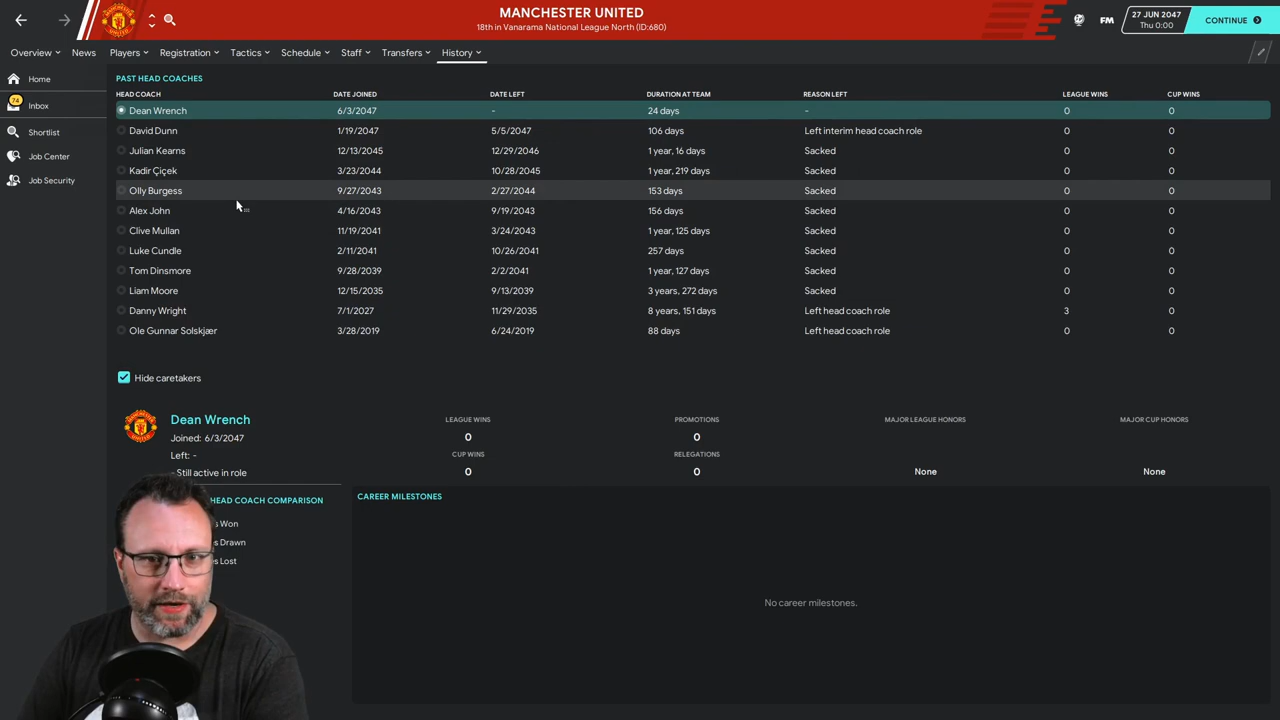 MANCHESTER UNITED
18th in Vanarama National League North (ID:680)
FM
27 JUN 2047
Thu 0:00
CONTINUE
Overview
News
Players
Registration
Tactics
Schedule
Staff
Transfers
History
Home
74
Inbox
Shortlist
Job Center
Job Security
PAST HEAD COACHES
HEAD COACH DATE JOINED DATE LEFT DURATION AT TEAM REASON LEFT LEAGUE WINS CUP WINS
Dean Wrench 6/3/2047 - 24 days - 0 0
David Dunn 1/19/2047 5/5/2047 106 days Left interim head coach role 0 0
Julian Kearns 12/13/2045 12/29/2046 1 year, 16 days Sacked 0 0
Kadir Çiçek 3/23/2044 10/28/2045 1 year, 219 days Sacked 0 0
Olly Burgess 9/27/2043 2/27/2044 153 days Sacked 0 0
Alex John 4/16/2043 9/19/2043 156 days Sacked 0 0
Clive Mullan 11/19/2041 3/24/2043 1 year, 125 days Sacked 0 0
Luke Cundle 2/11/2041 10/26/2041 257 days Sacked 0 0
Tom Dinsmore 9/28/2039 2/2/2041 1 year, 127 days Sacked 0 0
Liam Moore 12/15/2035 9/13/2039 3 years, 272 days Sacked 0 0
Danny Wright 7/1/2027 11/29/2035 8 years, 151 days Left head coach role 3 0
Ole Gunnar Solskjær 3/28/2019 6/24/2019 88 days Left head coach role 0 0
Hide caretakers
Dean Wrench
Joined: 6/3/2047
Left: -
- Still active in role
LEAGUE WINS PROMOTIONS MAJOR LEAGUE HONORS MAJOR CUP HONORS
0 0
CUP WINS RELEGATIONS
0 0 None None
HEAD COACH COMPARISON
s Won
es Drawn
es Lost
CAREER MILESTONES
No career milestones.